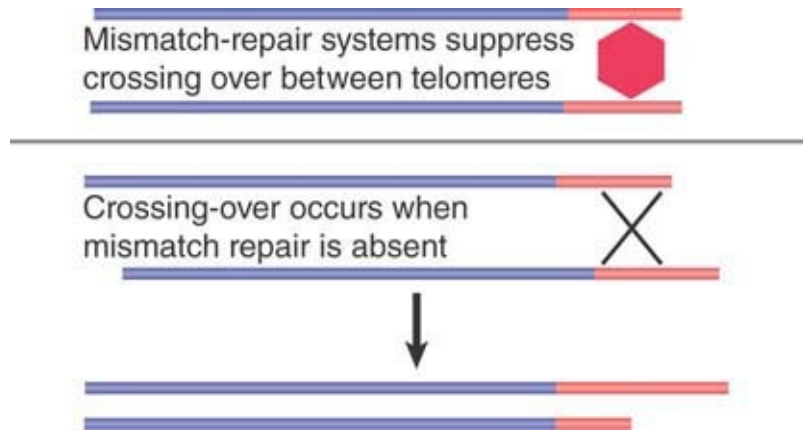 Mismatch-repair systems suppress
crossing over between telomeres
Crossing-over occurs when
mismatch repair is absent